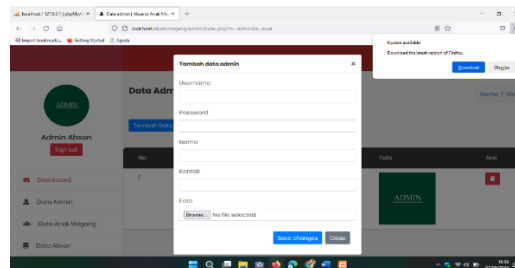 localhost / 127.0.0.1 | phpMyAd
Data admin | Absensi Anak Ma
Import bookmarks...
Getting Started
Agenda
Update available
Download the latest version of Firefox.
Download
Dismiss
Tambah data admin
×
Username
Password
Nama
Kontak
Foto
Browse...
No file selected.
Save changes
Close
Data Adm
Tambah Data
Home /
No
Foto
Aksi
1
ADMIN
ADMIN
Admin Absen
Sign out
Dashboard
Data Admin
Data Anak Magang
Data Absen